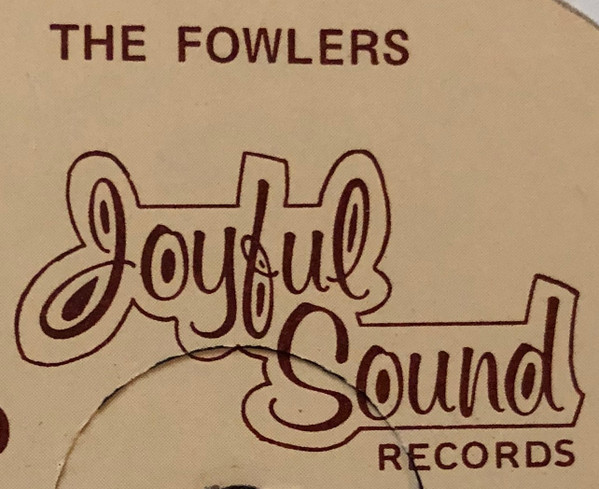 THE FOWLERS
Joyful
Sound
RECORDS